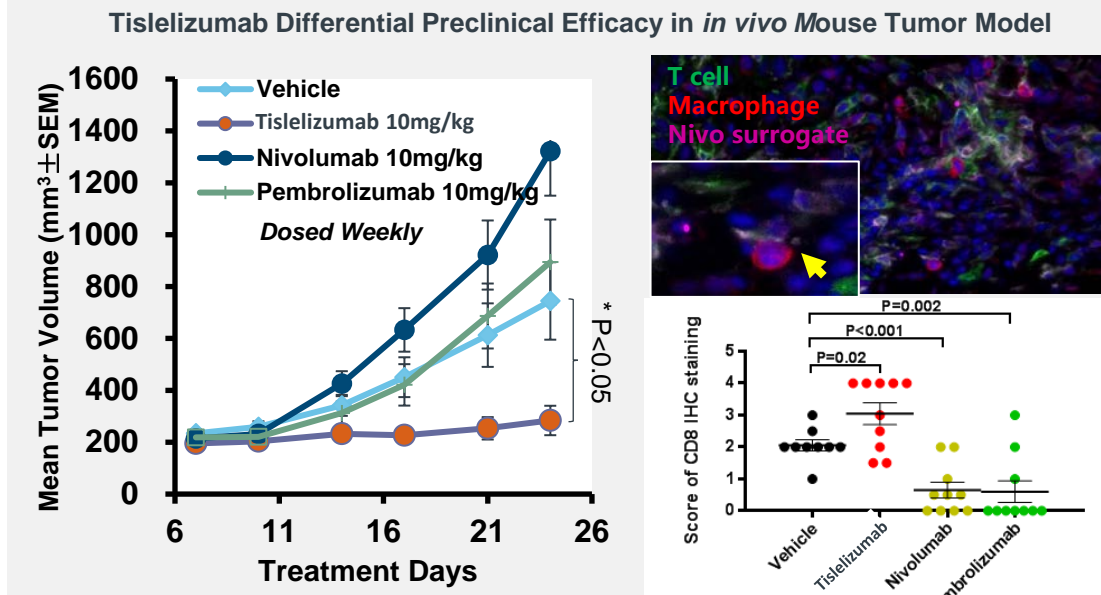 Tislelizumab Differential Preclinical Efficacy in in vivo Mouse Tumor Model
Mean Tumor Volume (mm³±SEM)
1600
1400
1200
1000
800
600
400
200
0
Vehicle
Tislelizumab 10mg/kg
Nivolumab 10mg/kg
Pembrolizumab 10mg/kg
Dosed Weekly
* P<0.05
6 11 16 21 26
Treatment Days
T cell
Macrophage
Nivo surrogate
P=0.002
P<0.001
P=0.02
Score of CD8 IHC staining
5
4
3
2
1
0
Vehicle
Tislelizumab
Nivolumab
mbrolizumab